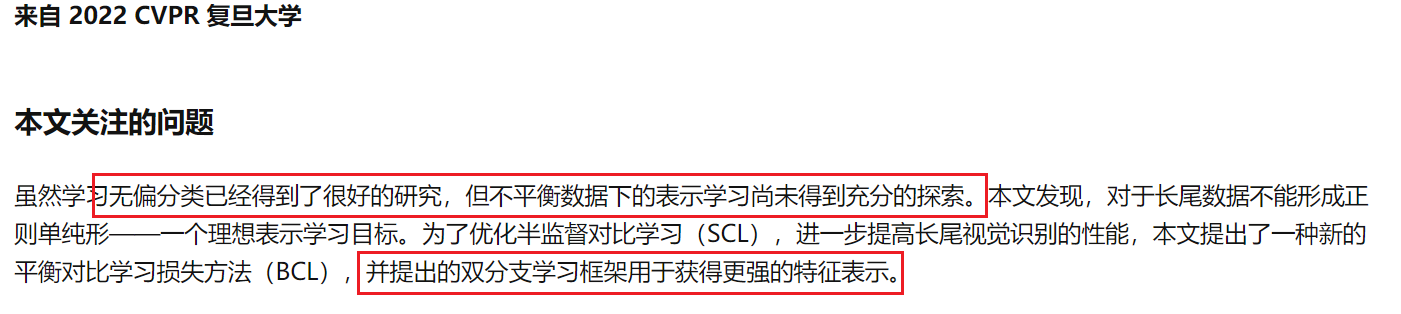 来自 2022 CVPR 复旦大学
本文关注的问题
虽然学习无偏分类已经得到了很好的研究，但不平衡数据下的表示学习尚未得到充分的探索。本文发现，对于长尾数据不能形成正
则单纯形——一个理想表示学习目标。为了优化半监督对比学习（SCL），进一步提高长尾视觉识别的性能，本文提出了一种新的
平衡对比学习损失方法（BCL），并提出的双分支学习框架用于获得更强的特征表示。